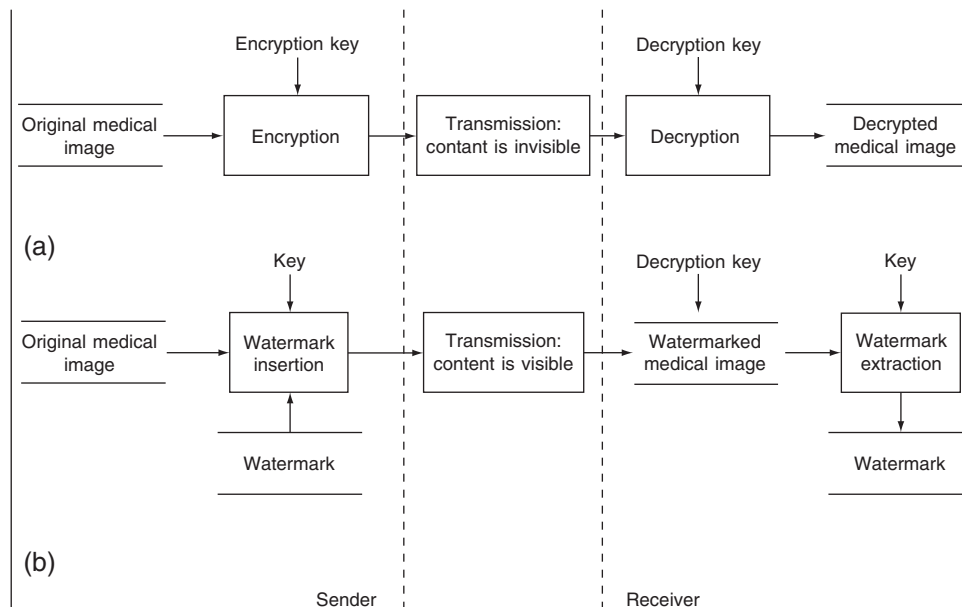 Encryption key
Decryption key
Original medical
image
Encryption
Transmission:
contant is invisible
Decryption
Decrypted
medical image
(a)
Key
Decryption key
Key
Original medical
image
Watermark
insertion
Transmission:
content is visible
Watermarked
medical image
Watermark
extraction
Watermark
Watermark
(b)
Sender
Receiver